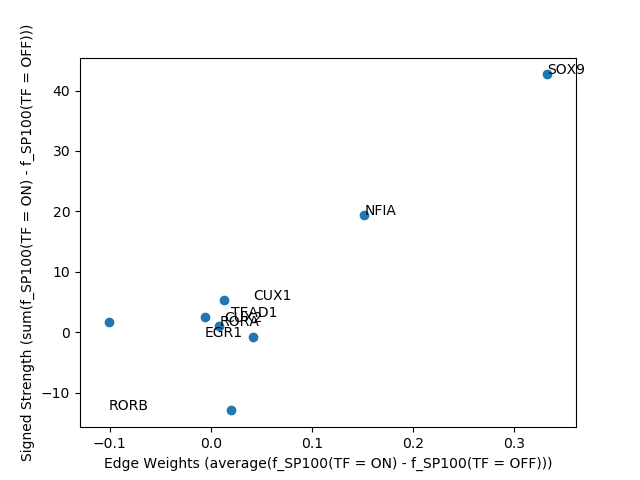 SOX9
NFIA
CUX1
TEAD1
CUX2
RORA
EGR1
RORB
40
30
20
10
0
−10
−0.1
0.0
0.1
0.2
0.3
Signed Strength (sum(f_SP100(TF = ON) - f_SP100(TF = OFF)))
Edge Weights (average(f_SP100(TF = ON) - f_SP100(TF = OFF)))